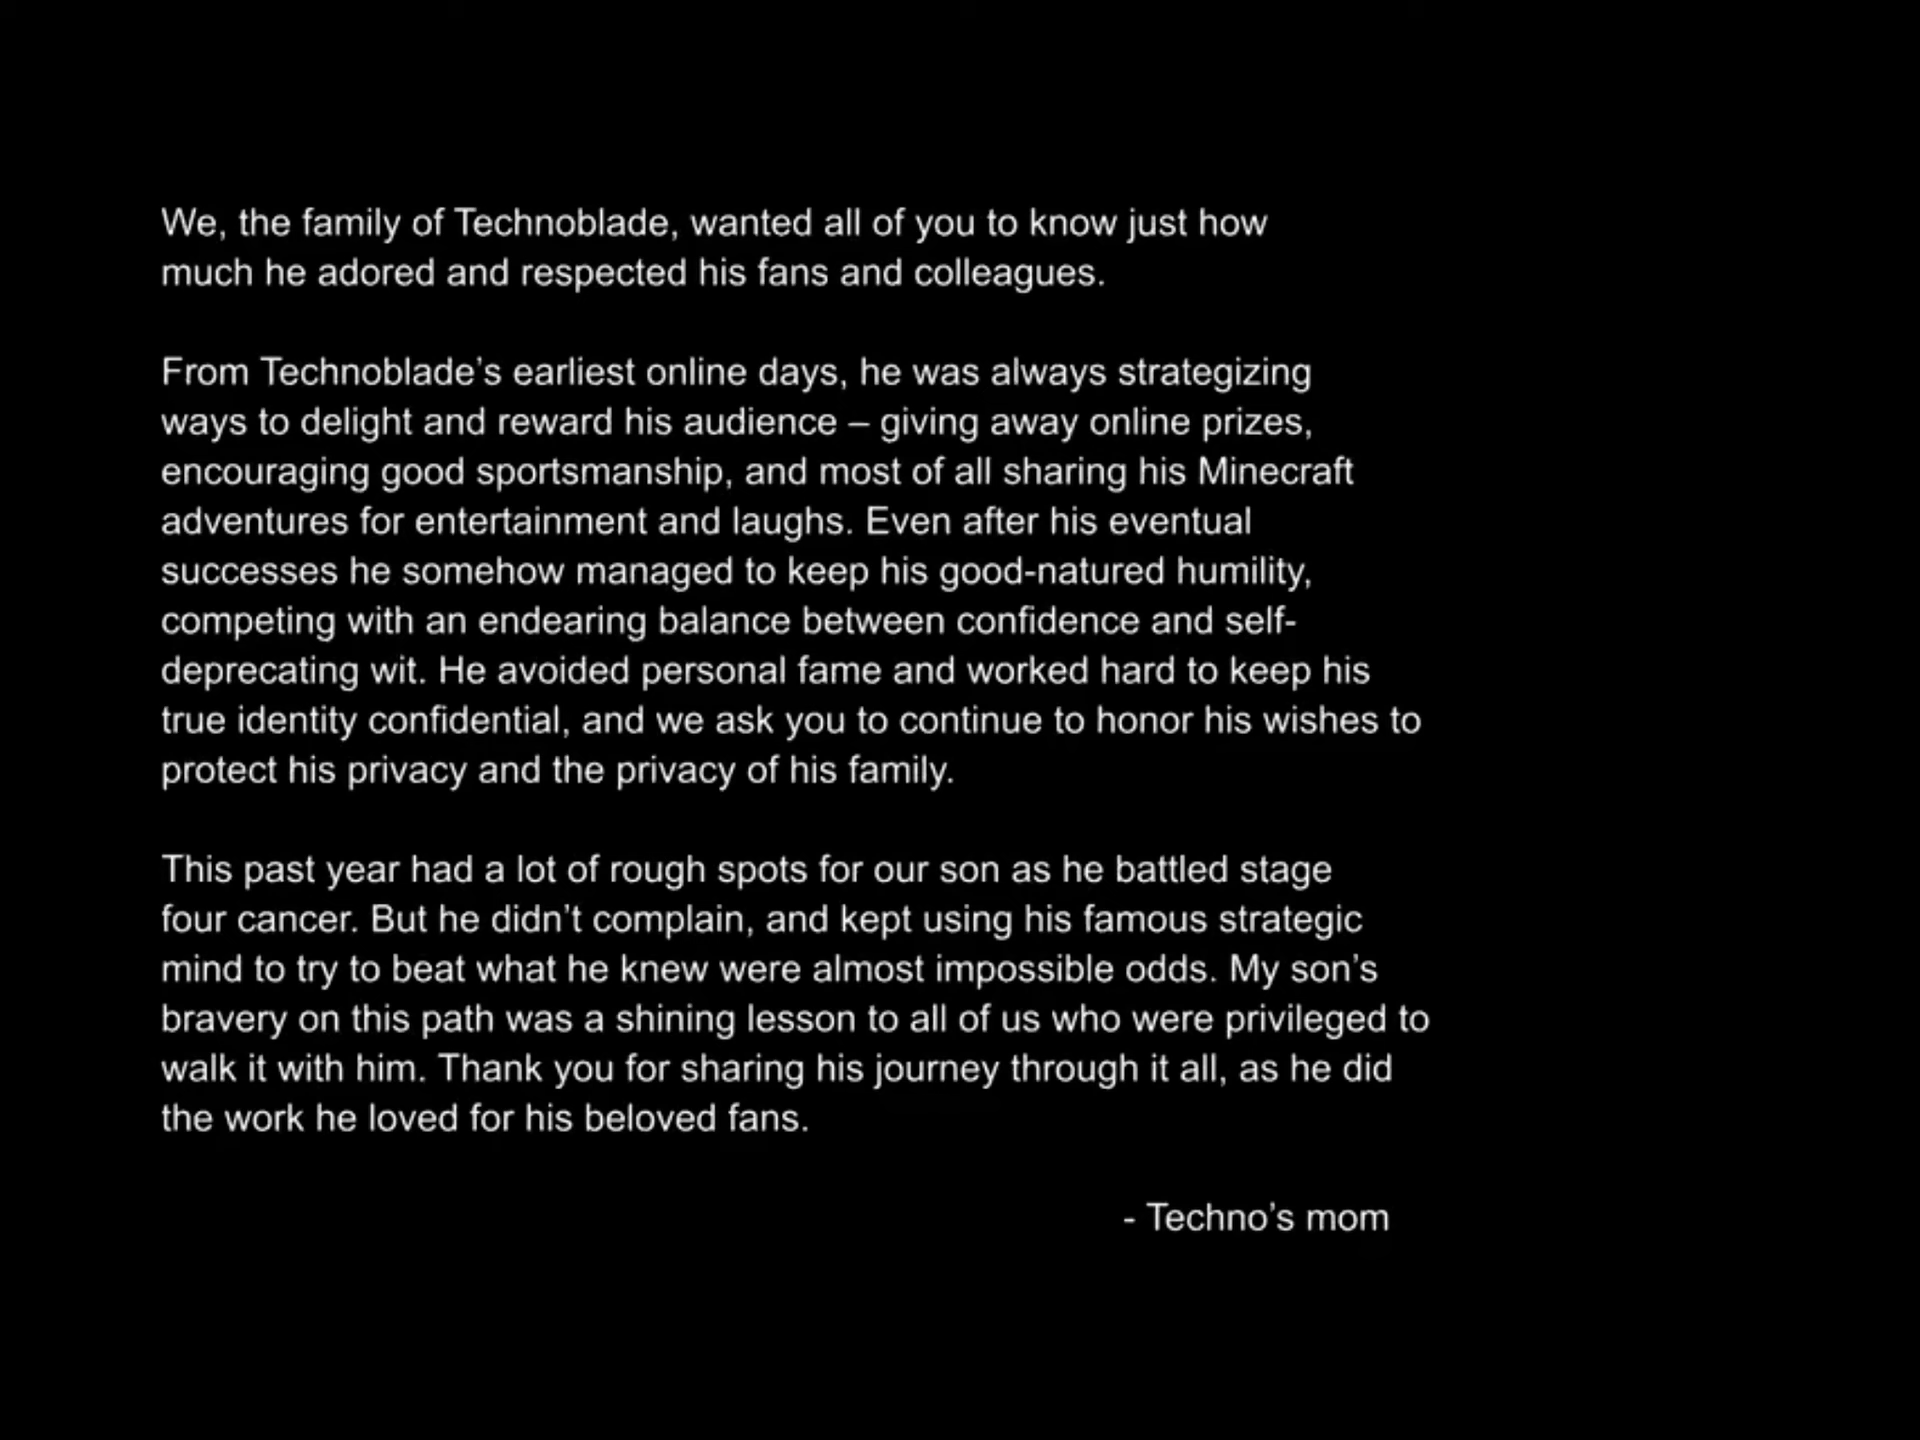 We, the family of Technoblade, wanted all of you to know just how
much he adored and respected his fans and colleagues.
From Technoblade’s earliest online days, he was always strategizing
ways to delight and reward his audience – giving away online prizes,
encouraging good sportsmanship, and most of all sharing his Minecraft
adventures for entertainment and laughs. Even after his eventual
successes he somehow managed to keep his good-natured humility,
competing with an endearing balance between confidence and self-
deprecating wit. He avoided personal fame and worked hard to keep his
true identity confidential, and we ask you to continue to honor his wishes to
protect his privacy and the privacy of his family.
This past year had a lot of rough spots for our son as he battled stage
four cancer. But he didn’t complain, and kept using his famous strategic
mind to try to beat what he knew were almost impossible odds. My son’s
bravery on this path was a shining lesson to all of us who were privileged to
walk it with him. Thank you for sharing his journey through it all, as he did
the work he loved for his beloved fans.
- Techno’s mom